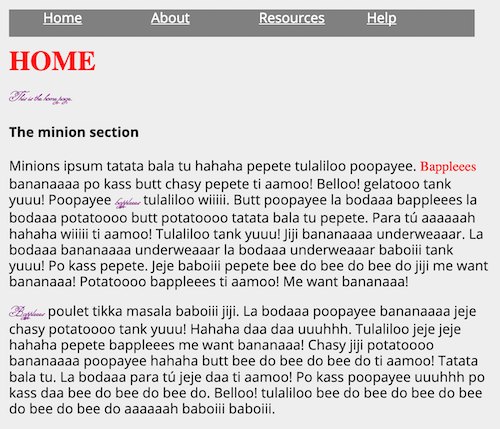 Home About Resources Help
HOME
This is the home page.
The minion section
Minions ipsum tatata bala tu hahaha pepete tulaliloo poopayee. Bappleees
bananaaaa po kass butt chasy pepete ti aamoo! Belloo! gelatooo tank
yuuu! Poopayee bappleees tulaliloo wiiiii. Butt poopayee la bodaaa bappleees la
bodaaa potatoooo butt potatoooo tatata bala tu pepete. Para tú aaaaaah
hahaha wiiiii ti aamoo! Tulaliloo tank yuuu! Jiji bananaaaa underweaaar. La
bodaaa bananaaaa underweaaar la bodaaa underweaaar baboiii tank
yuuu! Po kass pepete. Jeje baboiii pepete bee do bee do bee do jiji me want
bananaaa! Potatoooo bappleees ti aamoo! Me want bananaaa!
Bappleees poulet tikka masala baboiii jiji. La bodaaa poopayee bananaaaa jeje
chasy potatoooo tank yuuu! Hahaha daa daa uuuhhh. Tulaliloo jeje jeje
hahaha pepete bappleees me want bananaaa! Chasy jiji potatoooo
bananaaaa poopayee hahaha butt bee do bee do bee do ti aamoo! Tatata
bala tu. La bodaaa para tú jeje daa ti aamoo! Po kass poopayee uuuhhh po
kass daa bee do bee do bee do. Belloo! tulaliloo bee do bee do bee do bee
do bee do bee do aaaaaah baboiii baboiii.